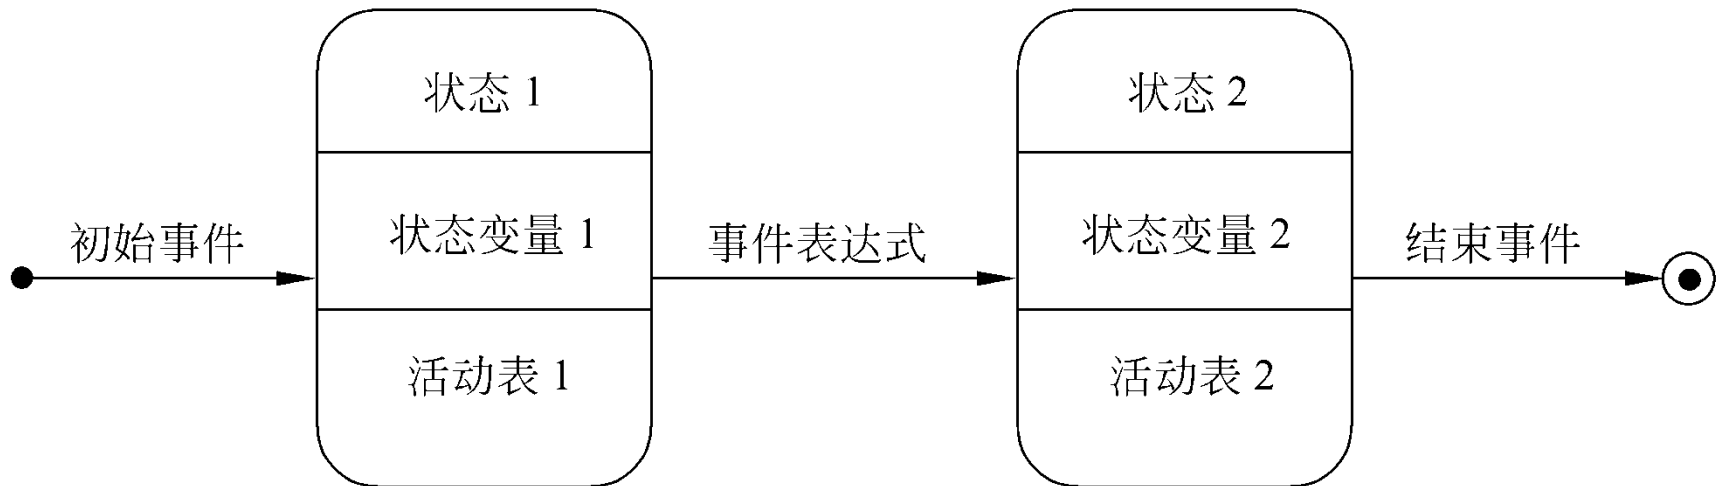 状态 1
状态 2
初始事件
状态变量 1
事件表达式
状态变量 2
结束事件
活动表 1
活动表 2